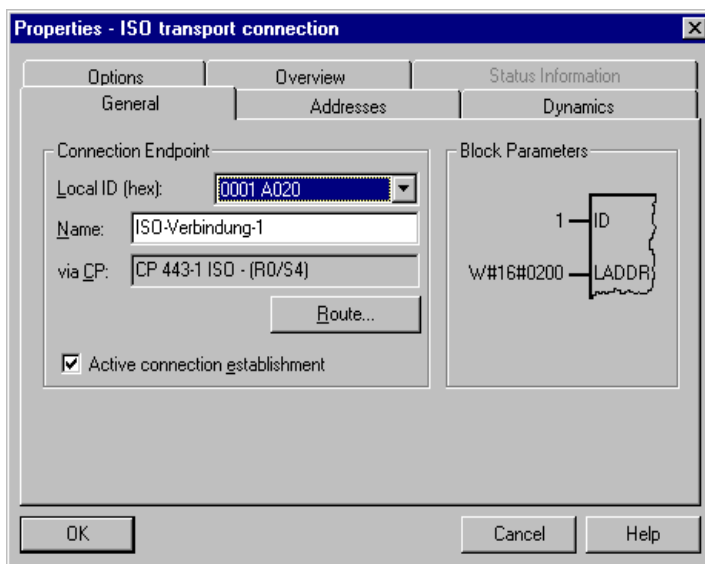 Properties - ISO transport connection
Options Overview Status Information
General Addresses Dynamics
Connection Endpoint
Local ID (hex): 0001 A020
Name: ISO-Verbindung-1
via CP: CP 443-1 ISO - (R0/S4)
Route...
Active connection establishment
Block Parameters
1 ID
W#16#0200 LADDR
OK Cancel Help